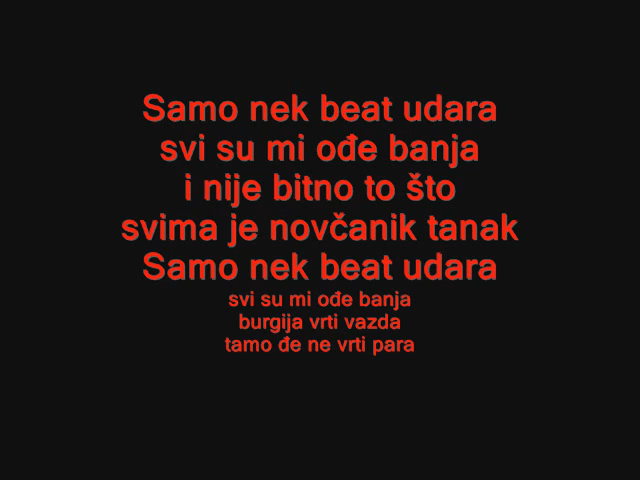 Samo nek beat udara
svi su mi ođe banja
i nije bitno to što
svima je novčanik tanak
Samo nek beat udara
svi su mi ođe banja
burgija vrti vazda
tamo đe ne vrti para